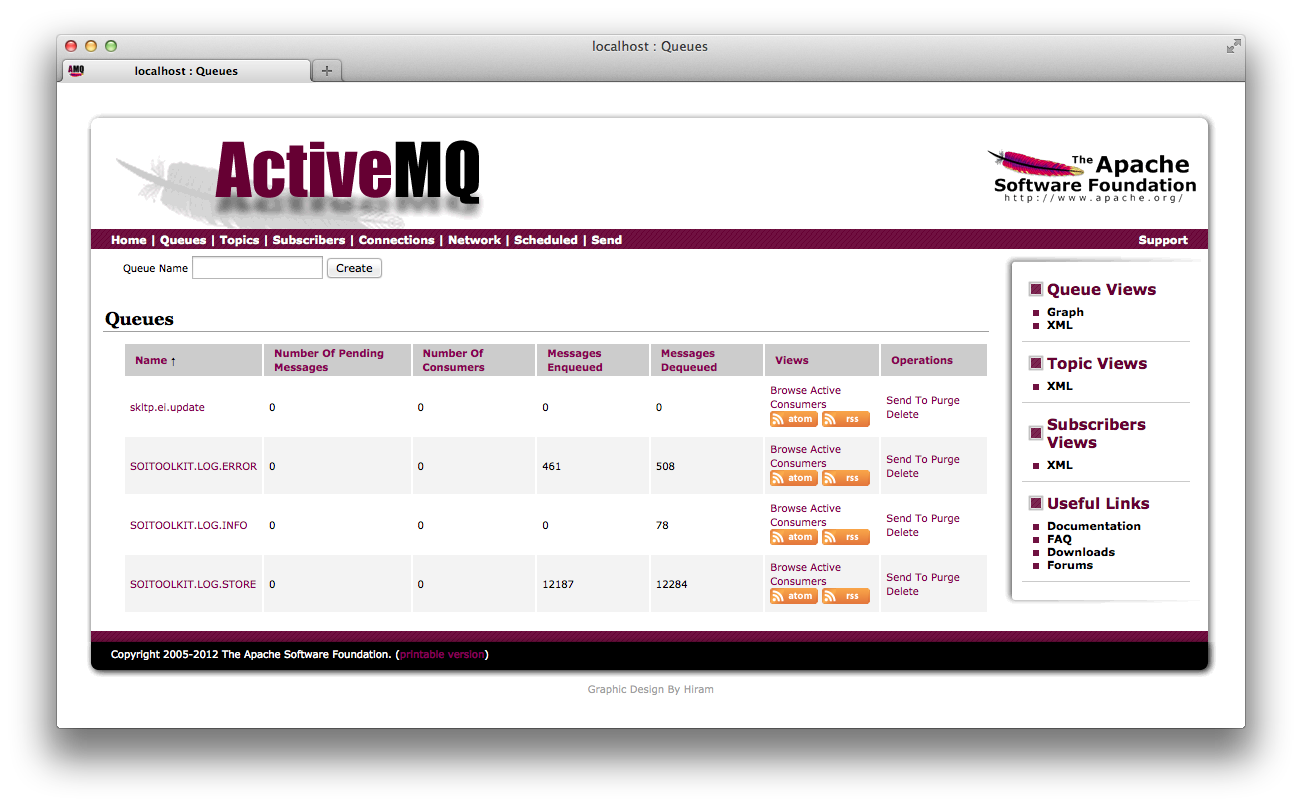 localhost : Queues
AMQ localhost : Queues
ActiveMQ
The Apache
Software Foundation
http://www.apache.org/
Home | Queues | Topics | Subscribers | Connections | Network | Scheduled | Send
Support
Queue Name Create
Queues
Name ↑ Number Of Pending Messages Number Of Consumers Messages Enqueued Messages Dequeued Views Operations
skltp.ei.update 0 0 0 0 Browse Active Consumers atom rss Send To Purge Delete
SOITOOLKIT.LOG.ERROR 0 0 461 508 Browse Active Consumers atom rss Send To Purge Delete
SOITOOLKIT.LOG.INFO 0 0 0 78 Browse Active Consumers atom rss Send To Purge Delete
SOITOOLKIT.LOG.STORE 0 0 12187 12284 Browse Active Consumers atom rss Send To Purge Delete
Queue Views
Graph
XML
Topic Views
XML
Subscribers
Views
XML
Useful Links
Documentation
FAQ
Downloads
Forums
Copyright 2005-2012 The Apache Software Foundation. (printable version)
Graphic Design By Hiram